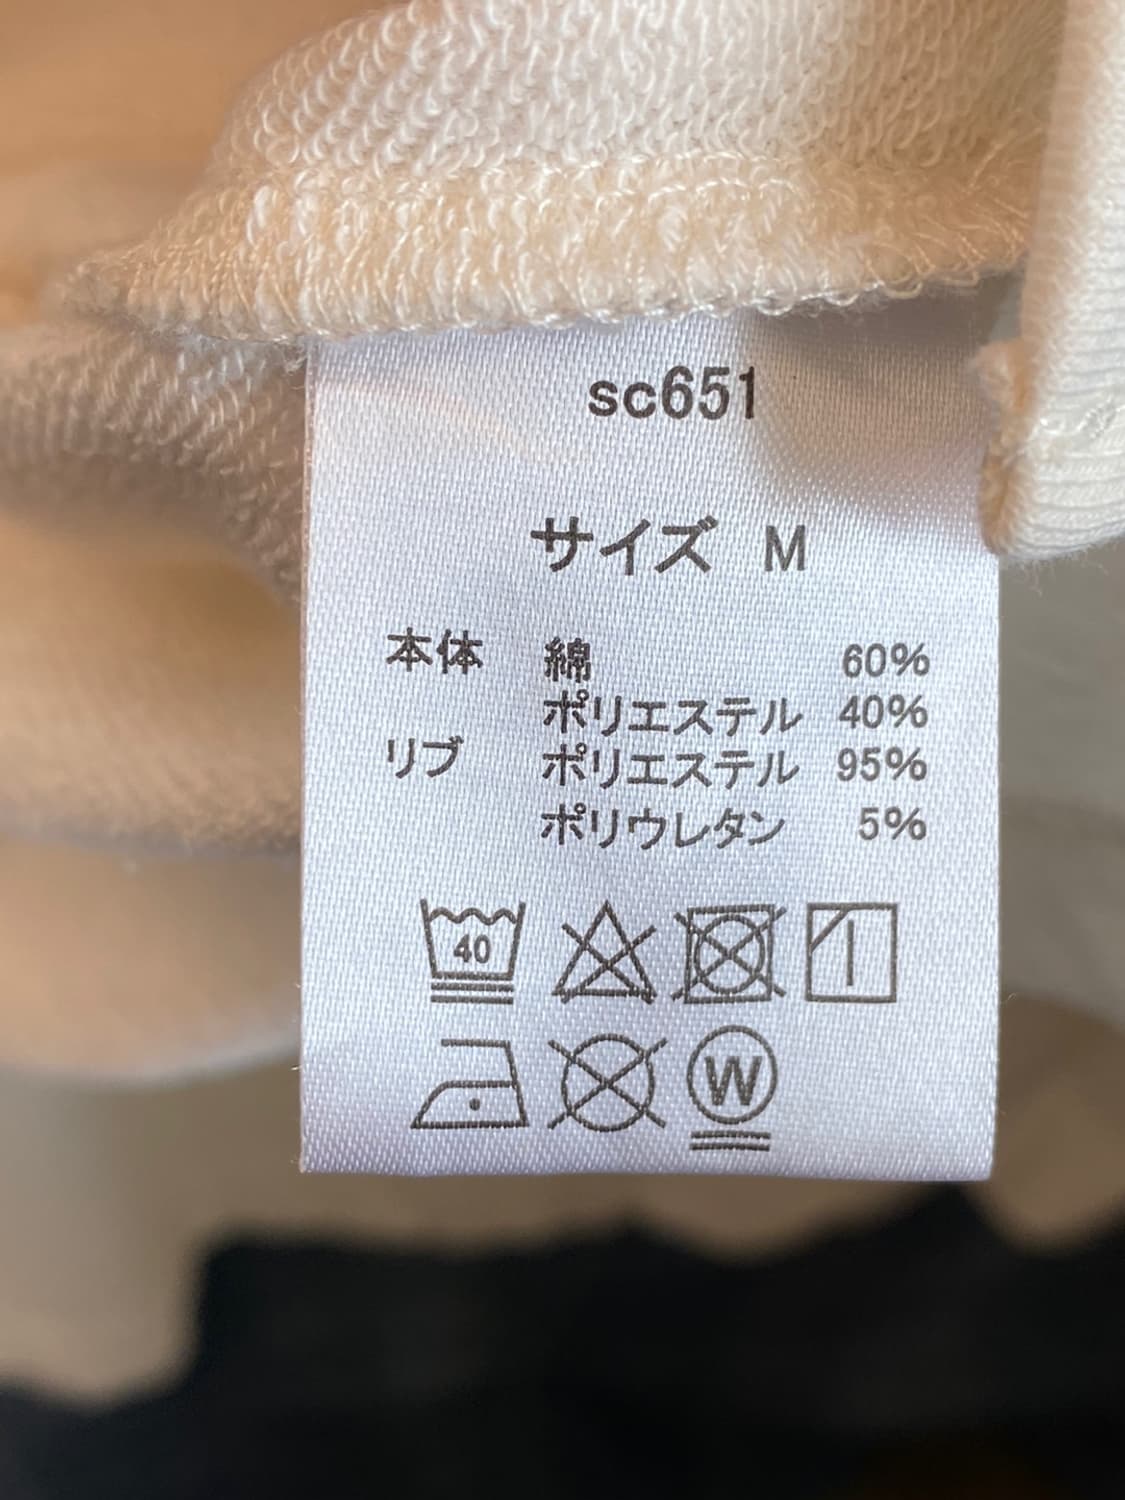 sc651
サイズ M
本体 綿 60%
ポリエステル 40%
リブ ポリエステル 95%
ポリウレタン 5%
40
W